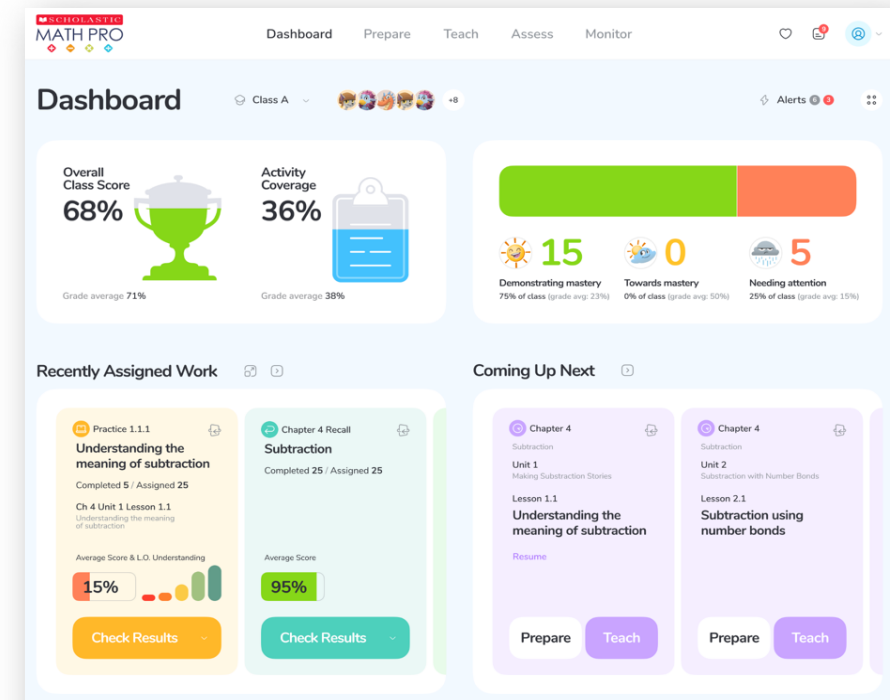 SCHOLASTIC
MATH PRO
Dashboard
Prepare
Teach
Assess
Monitor
9
Dashboard
Class A
+8
Alerts 6 3
Overall
Class Score
68%
Grade average 71%
Activity
Coverage
36%
Grade average 38%
15
Demonstrating mastery
75% of class (grade avg: 23%)
0
Towards mastery
0% of class (grade avg: 50%)
5
Needing attention
25% of class (grade avg: 15%)
Recently Assigned Work
Practice 1.1.1
Understanding the
meaning of subtraction
Completed 5 / Assigned 25
Ch 4 Unit 1 Lesson 1.1
Understanding the meaning
of subtraction
Average Score & L.O. Understanding
15%
Check Results
Chapter 4 Recall
Subtraction
Completed 25 / Assigned 25
Average Score
95%
Check Results
Coming Up Next
Chapter 4
Subtraction
Unit 1
Making Substraction Stories
Lesson 1.1
Understanding the
meaning of subtraction
Resume
Prepare
Teach
Chapter 4
Subtraction
Unit 2
Substraction with Number Bonds
Lesson 2.1
Subtraction using
number bonds
Prepare
Teach